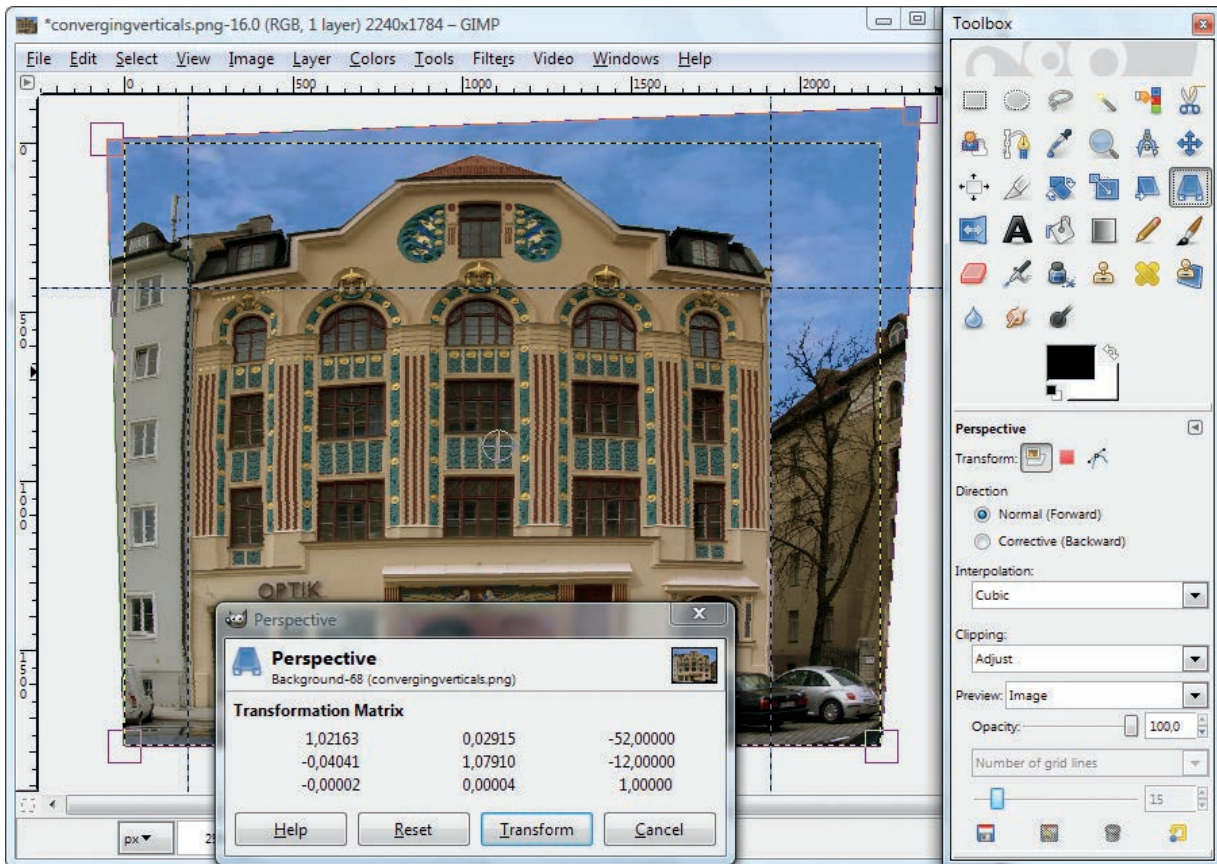 *convergingverticals.png-16.0 (RGB, 1 layer) 2240x1784 – GIMP
File Edit Select View Image Layer Colors Tools Filters Video Windows Help
0 1000 1500 2000
0
500
1000
1500
OPTIK
Perspective
Perspective
Background-68 (convergingverticals.png)
Transformation Matrix
1,02163 0,02915 -52,00000
-0,04041 1,07910 -12,00000
-0,00002 0,00004 1,00000
Help Reset Transform Cancel
px
Toolbox
Perspective
Transform:
Direction
Normal (Forward)
Corrective (Backward)
Interpolation:
Cubic
Clipping:
Adjust
Preview: Image
Opacity: 100,0
Number of grid lines
15